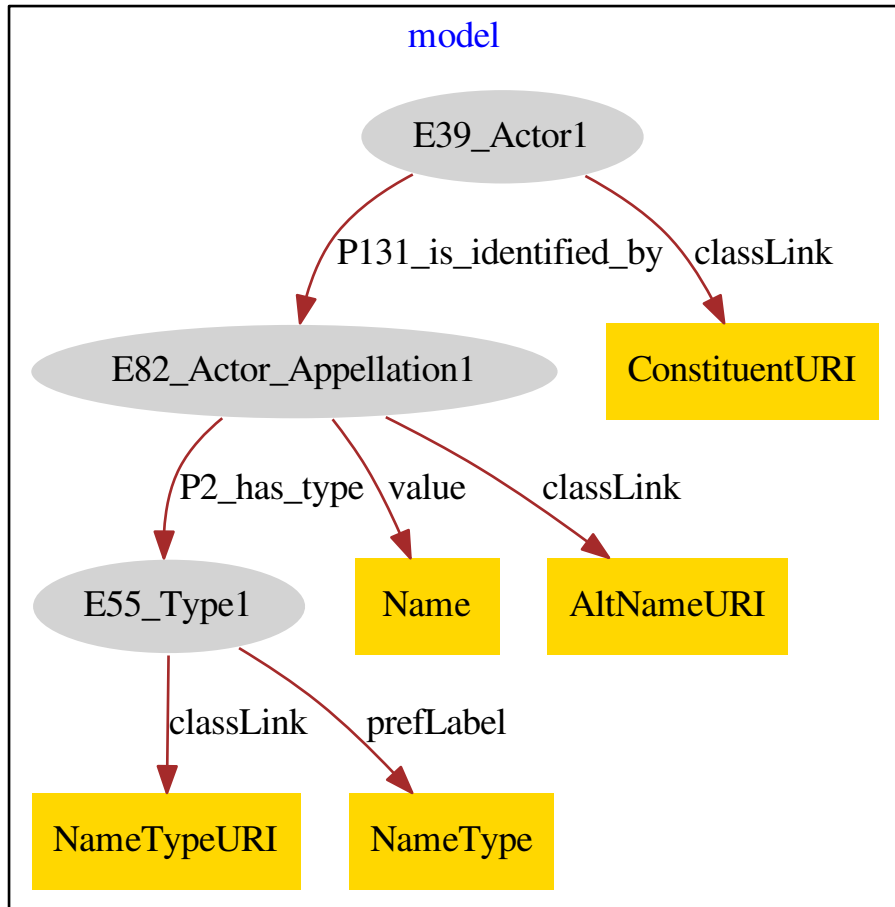 model
E39_Actor1
P131_is_identified_by classLink
E82_Actor_Appellation1 ConstituentURI
P2_has_type value classLink
E55_Type1 Name AltNameURI
classLink prefLabel
NameTypeURI NameType